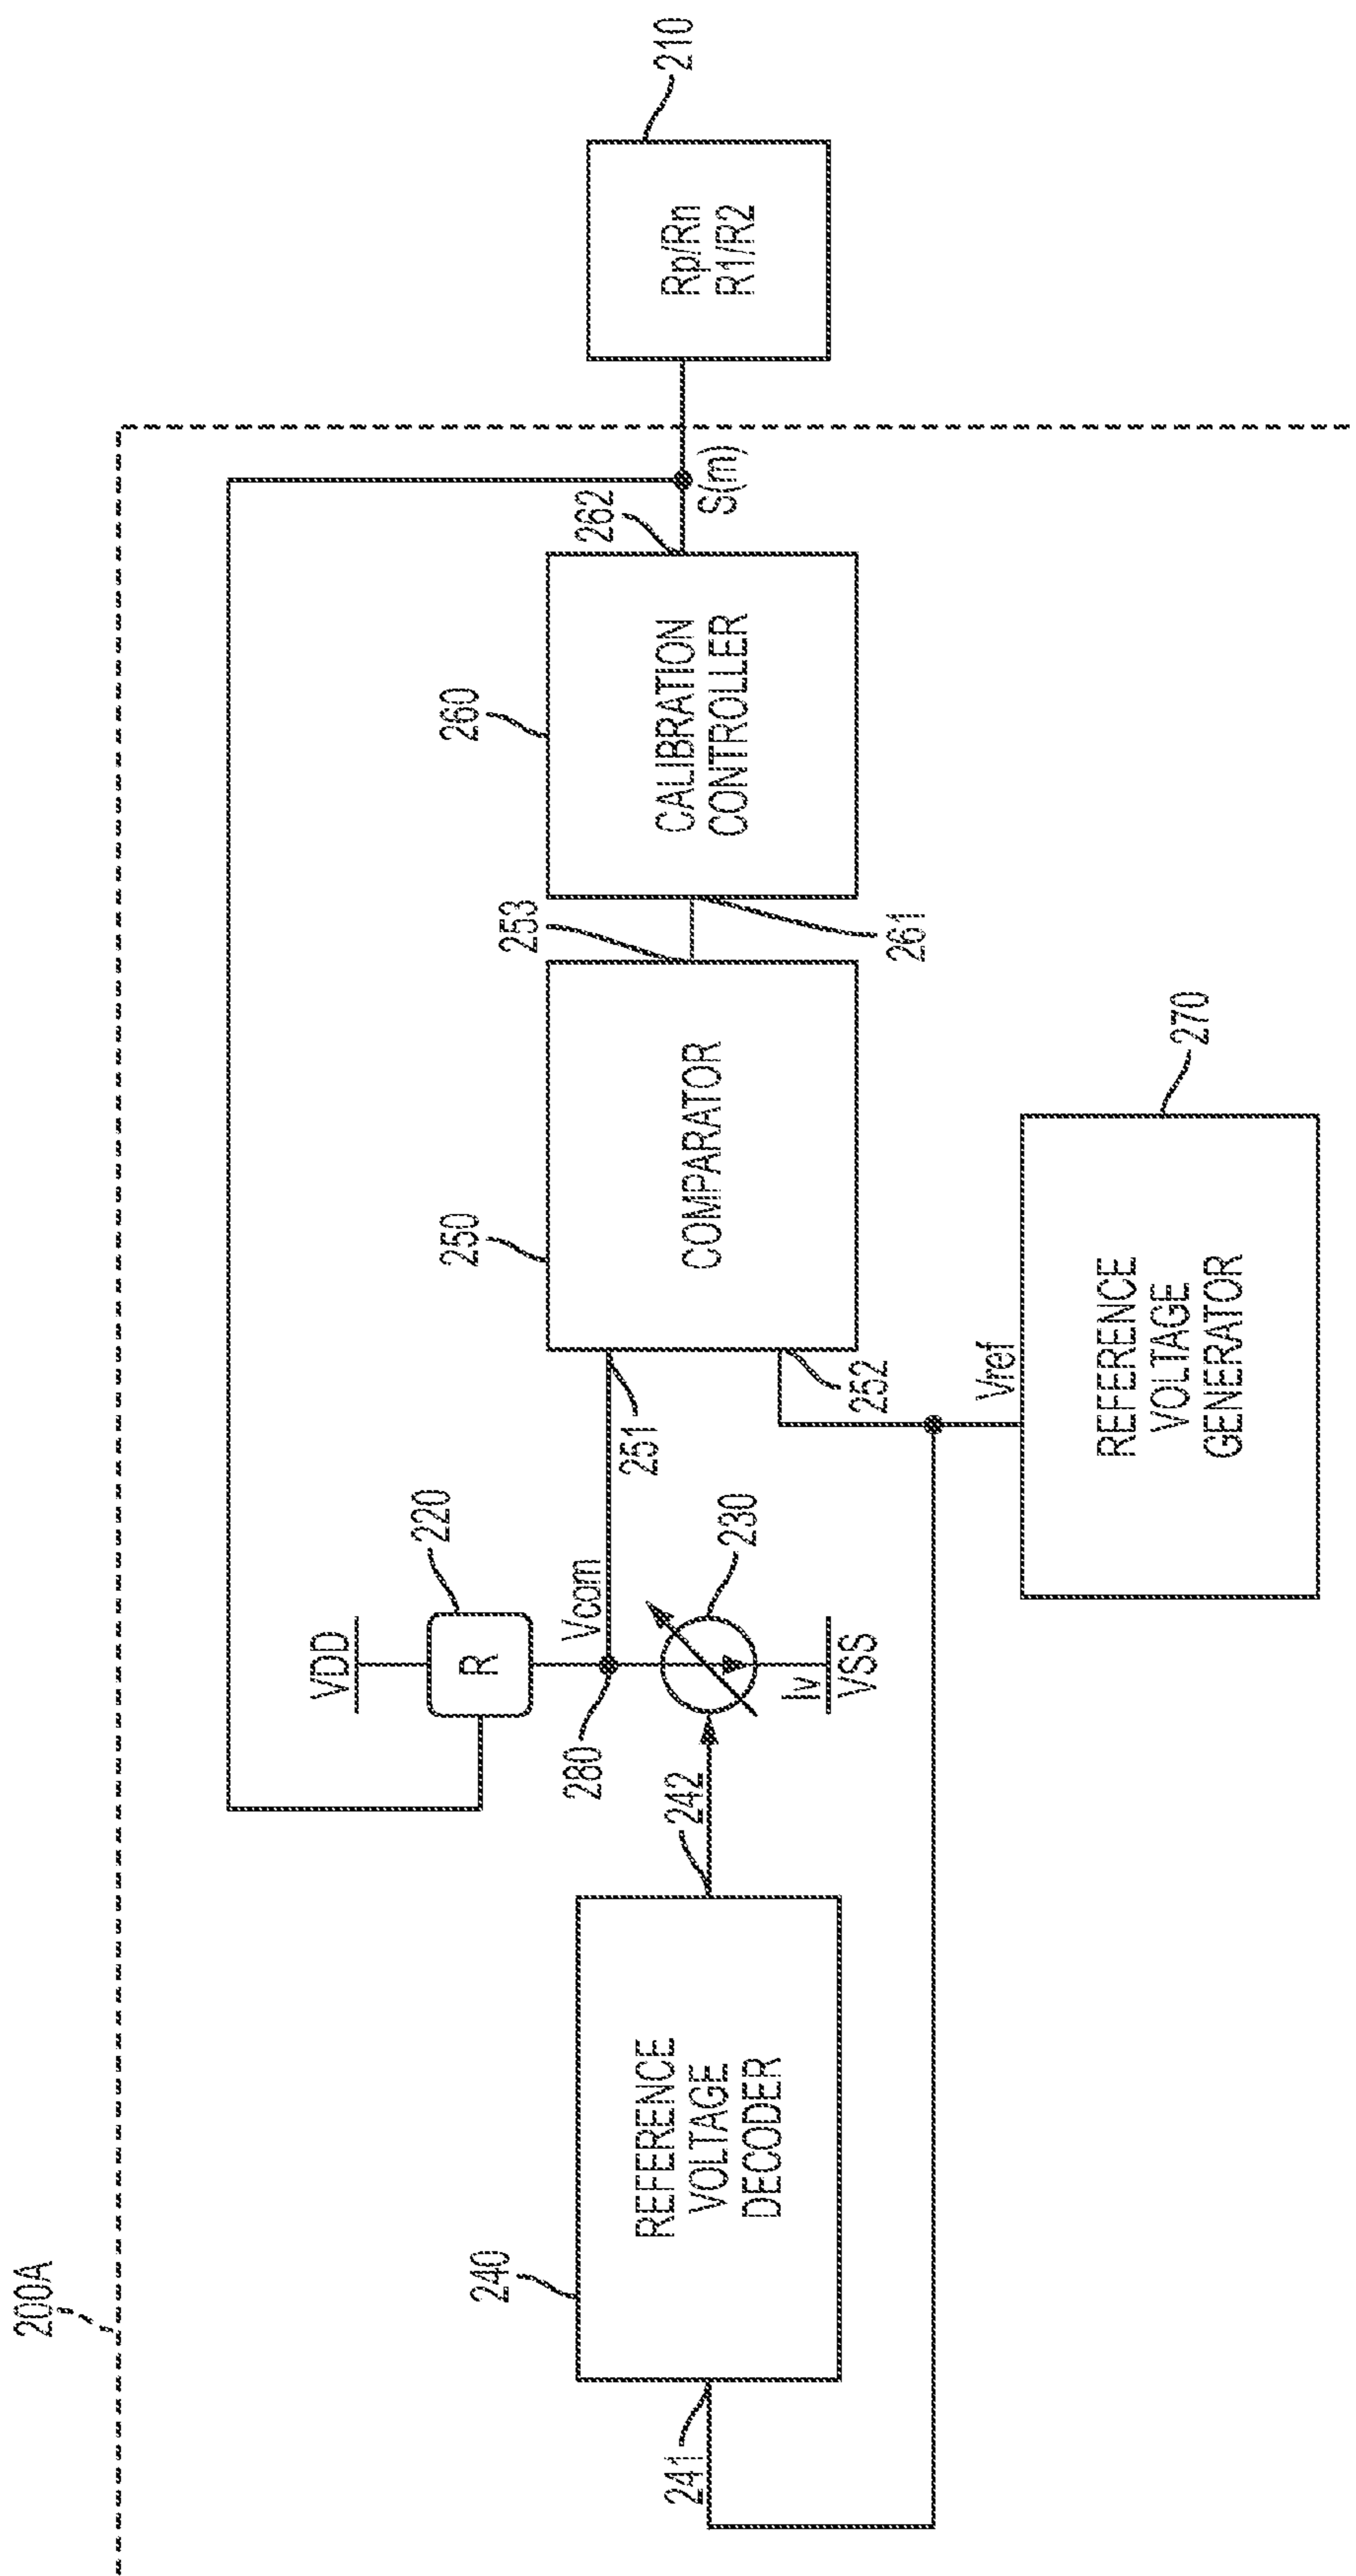 200A
VDD
220
R
Vcom
280
251
230
Iv
VSS
240
REFERENCE
VOLTAGE
DECODER
241
242
250
COMPARATOR
252
253
260
CALIBRATION
CONTROLLER
261
262
S(m)
210
Rp/Rn
R1/R2
Vref
270
REFERENCE
VOLTAGE
GENERATOR